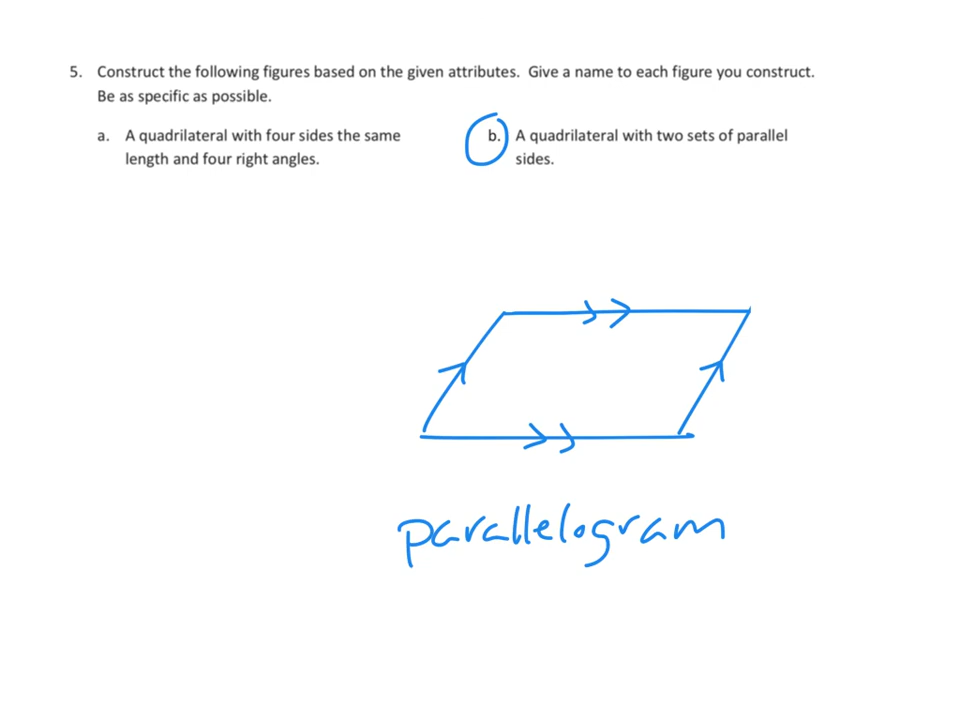 5. Construct the following figures based on the given attributes. Give a name to each figure you construct.
Be as specific as possible.
a. A quadrilateral with four sides the same
length and four right angles.
b. A quadrilateral with two sets of parallel
sides.
parallelogram